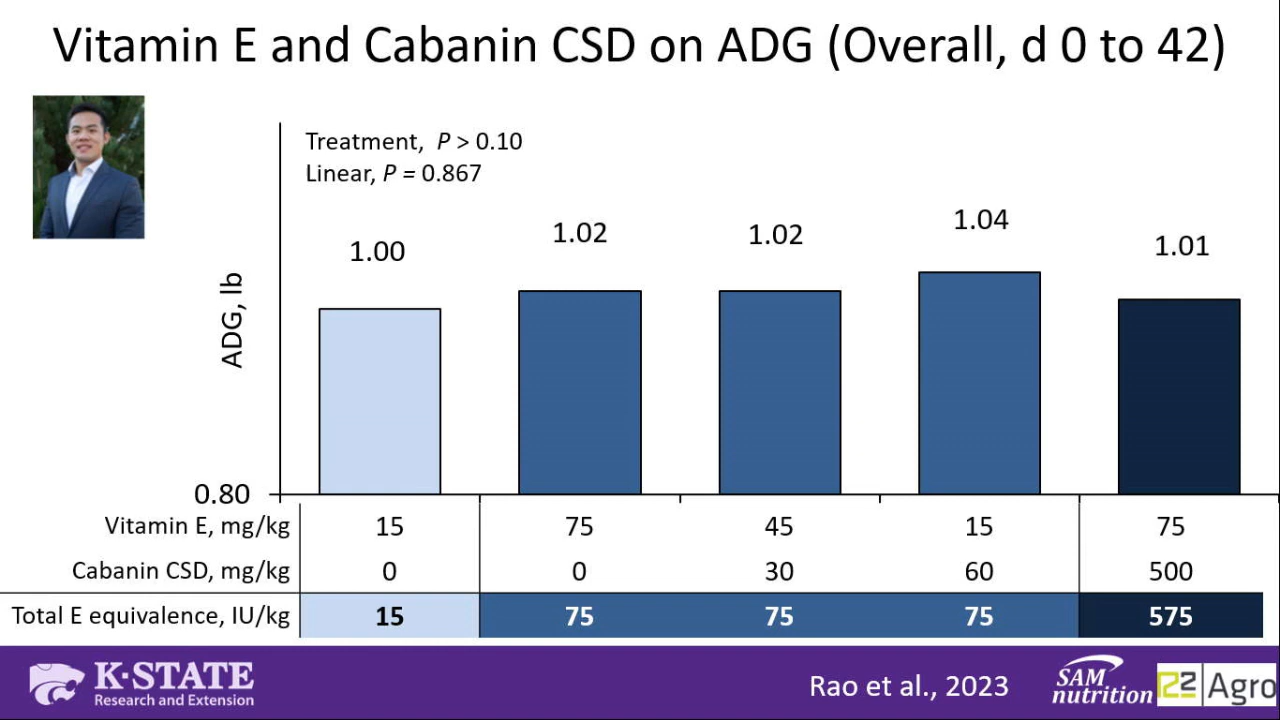 Vitamin E and Cabanin CSD on ADG (Overall, d 0 to 42)
Treatment, P > 0.10
Linear, P = 0.867
1.00
1.02
1.02
1.04
1.01
ADG, lb
0.80
Vitamin E, mg/kg 15 75 45 15 75
Cabanin CSD, mg/kg 0 0 30 60 500
Total E equivalence, IU/kg 15 75 75 75 575
K-STATE
Research and Extension
Rao et al., 2023
SAM
nutrition
22 Agro